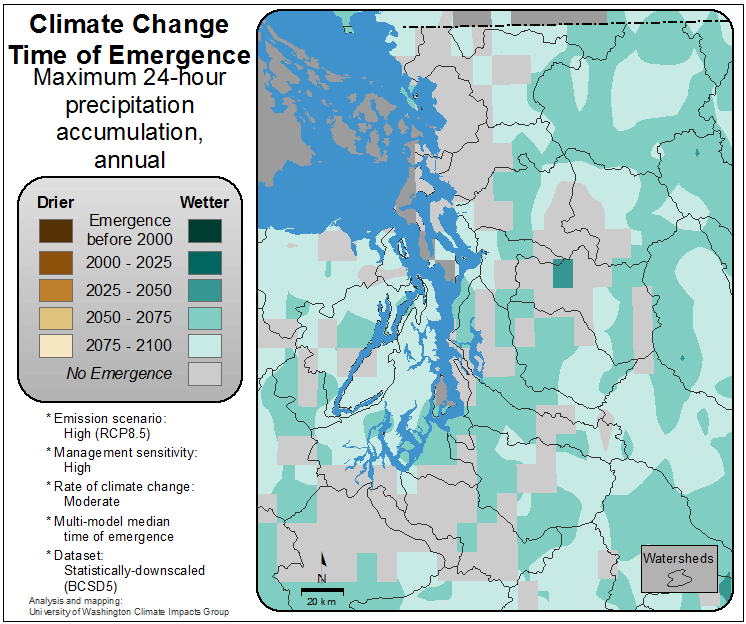 Climate Change
Time of Emergence
Maximum 24-hour
precipitation
accumulation,
annual
Drier
Wetter
Emergence
before 2000
2000 - 2025
2025 - 2050
2050 - 2075
2075 - 2100
No Emergence
* Emission scenario:
High (RCP8.5)
* Management sensitivity:
High
* Rate of climate change:
Moderate
* Multi-model median
time of emergence
* Dataset:
Statistically-downscaled
(BCSD5)
Analysis and mapping:
University of Washington Climate Impacts Group
N
20 km
Watersheds